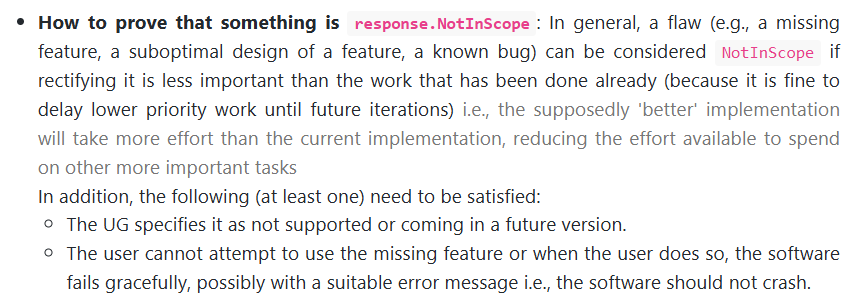 • How to prove that something is response.NotInScope: In general, a flaw (e.g., a missing
feature, a suboptimal design of a feature, a known bug) can be considered NotInScope if
rectifying it is less important than the work that has been done already (because it is fine to
delay lower priority work until future iterations) i.e., the supposedly 'better' implementation
will take more effort than the current implementation, reducing the effort available to spend
on other more important tasks
In addition, the following (at least one) need to be satisfied:
◦ The UG specifies it as not supported or coming in a future version.
◦ The user cannot attempt to use the missing feature or when the user does so, the software
fails gracefully, possibly with a suitable error message i.e., the software should not crash.